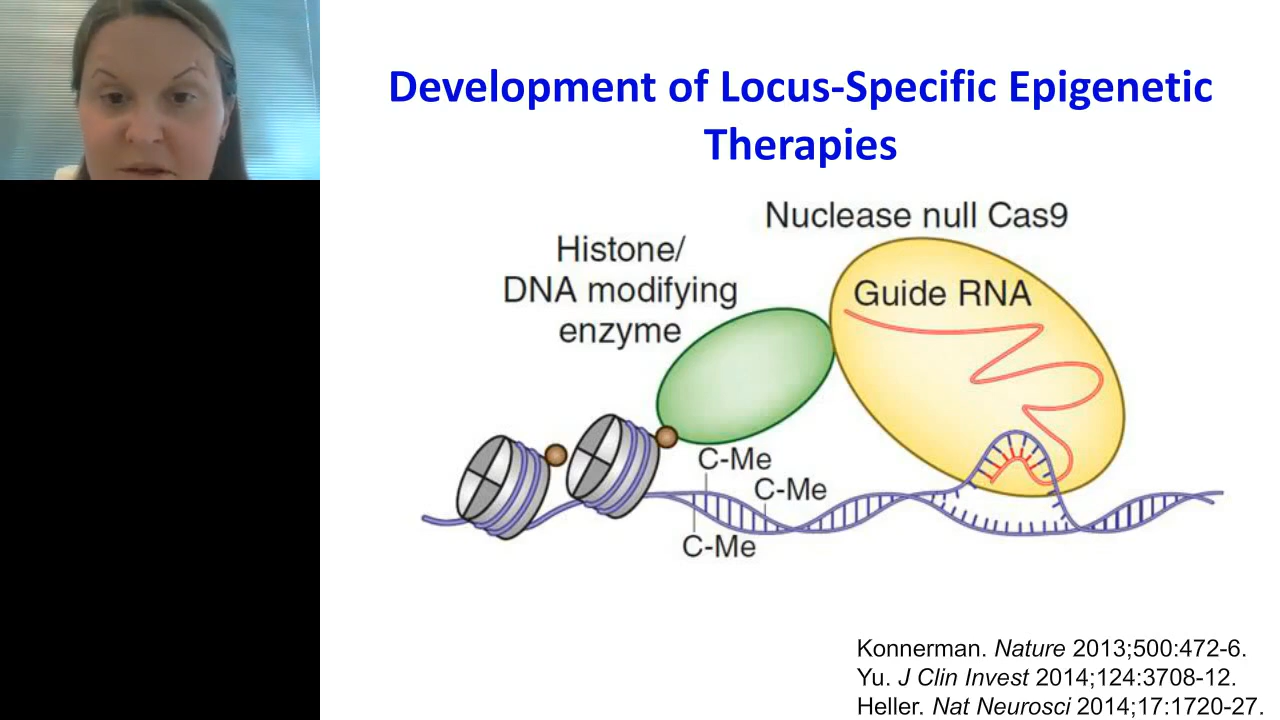 Development of Locus-Specific Epigenetic
Therapies
Nuclease null Cas9
Histone/
DNA modifying
enzyme
Guide RNA
C-Me
C-Me
C-Me
Konnerman. Nature 2013;500:472-6.
Yu. J Clin Invest 2014;124:3708-12.
Heller. Nat Neurosci 2014;17:1720-27.